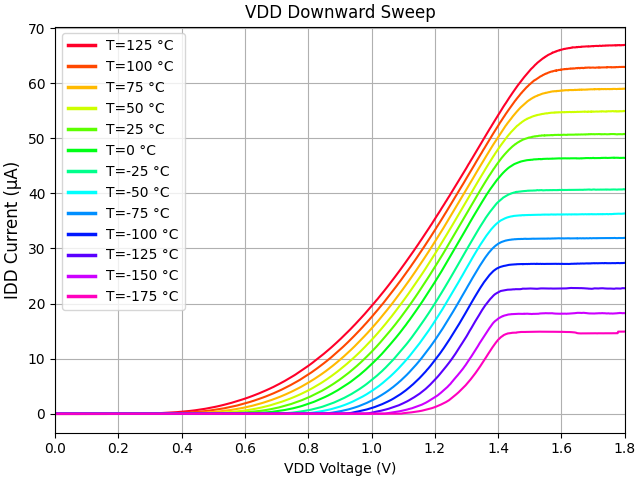 VDD Downward Sweep
IDD Current (μA)
70
60
50
40
30
20
10
0
T=125 °C
T=100 °C
T=75 °C
T=50 °C
T=25 °C
T=0 °C
T=-25 °C
T=-50 °C
T=-75 °C
T=-100 °C
T=-125 °C
T=-150 °C
T=-175 °C
0.0 0.2 0.4 0.6 0.8 1.0 1.2 1.4 1.6 1.8
VDD Voltage (V)